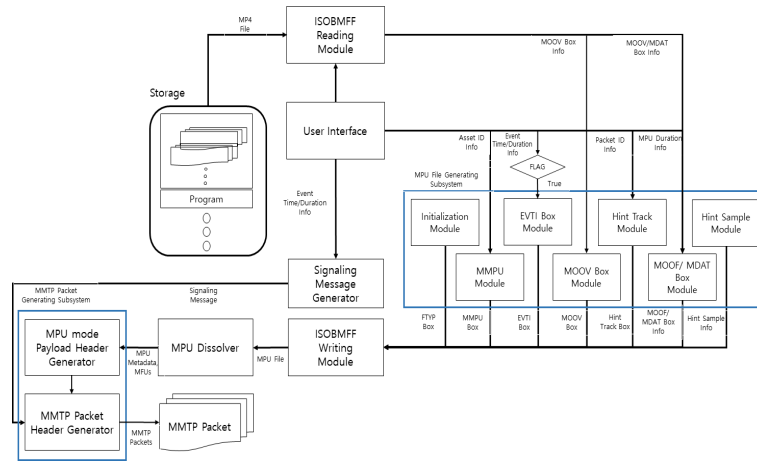 MP4
File
ISOBMFF
Reading
Module
MOOV Box
Info
MOOV/MDAT
Box Info
Storage
Program
User Interface
Asset ID
Info
Event
Time/Duration
Info
Packet ID
Info
MPU Duration
Info
FLAG
True
MPU File Generating
Subsystem
Event
Time/Duration
Info
Initialization
Module
EVTI Box
Module
Hint Track
Module
Hint Sample
Module
MMPU
Module
MOOV Box
Module
MOOF/ MDAT
Box
Module
Signaling
Message
Generator
MMTP Packet
Generating Subsystem
Signaling
Message
FTYP
Box
MMPU
Box
EVTI
Box
MOOV
Box
Hint
Track Box
MOOF/
MDAT Box
Info
Hint Sample
Info
MPU mode
Payload Header
Generator
MPU
Metadata,
MFUs
MPU Dissolver
MPU File
ISOBMFF
Writing
Module
MMTP Packet
Header Generator
MMTP
Packets
MMTP Packet